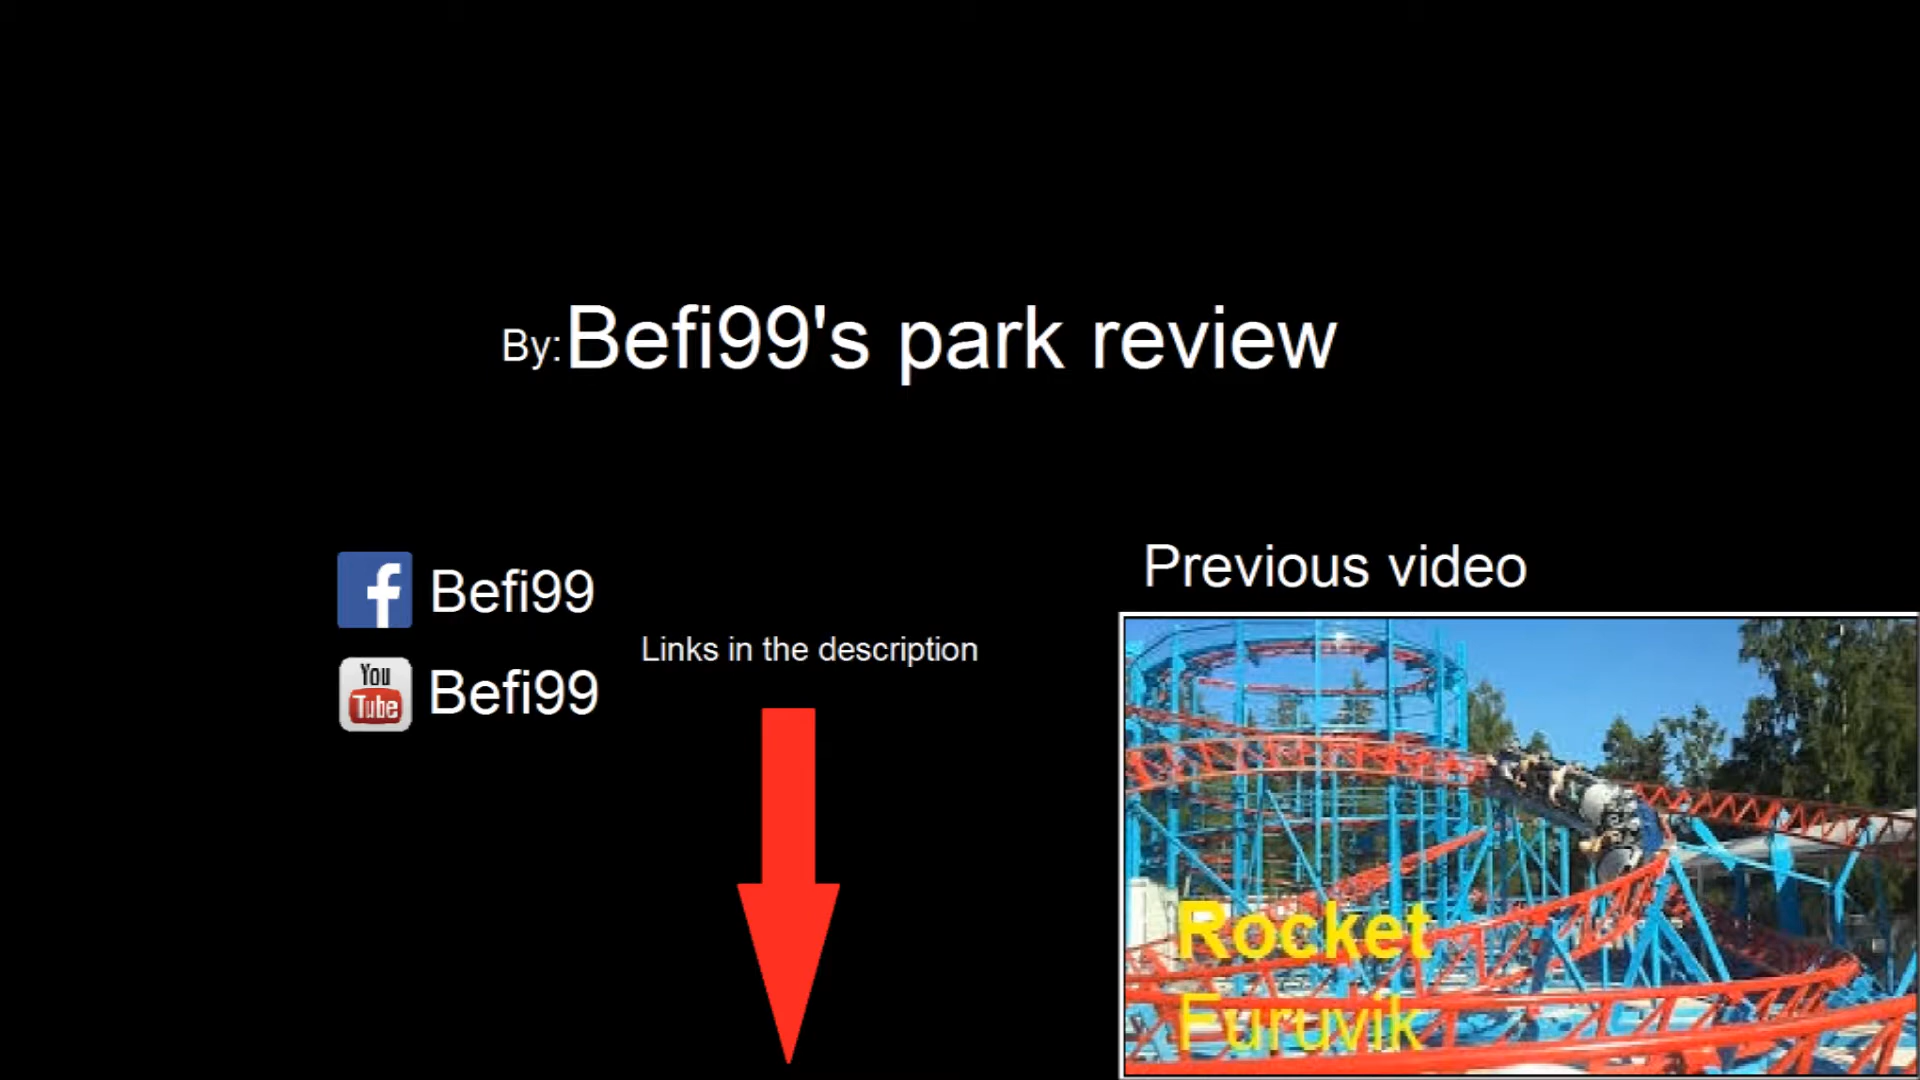 By: Befi99's park review
Befi99
You Tube Befi99
Links in the description
Previous video
Rocket
Furuvik